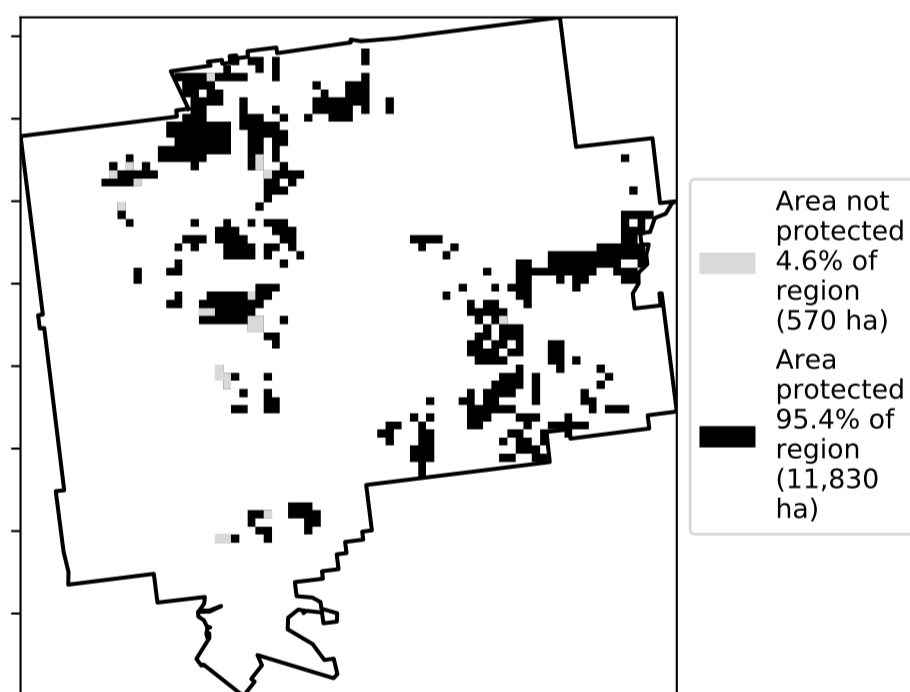 Area not
protected
4.6% of
region
(570 ha)
Area
protected
95.4% of
region
(11,830
ha)